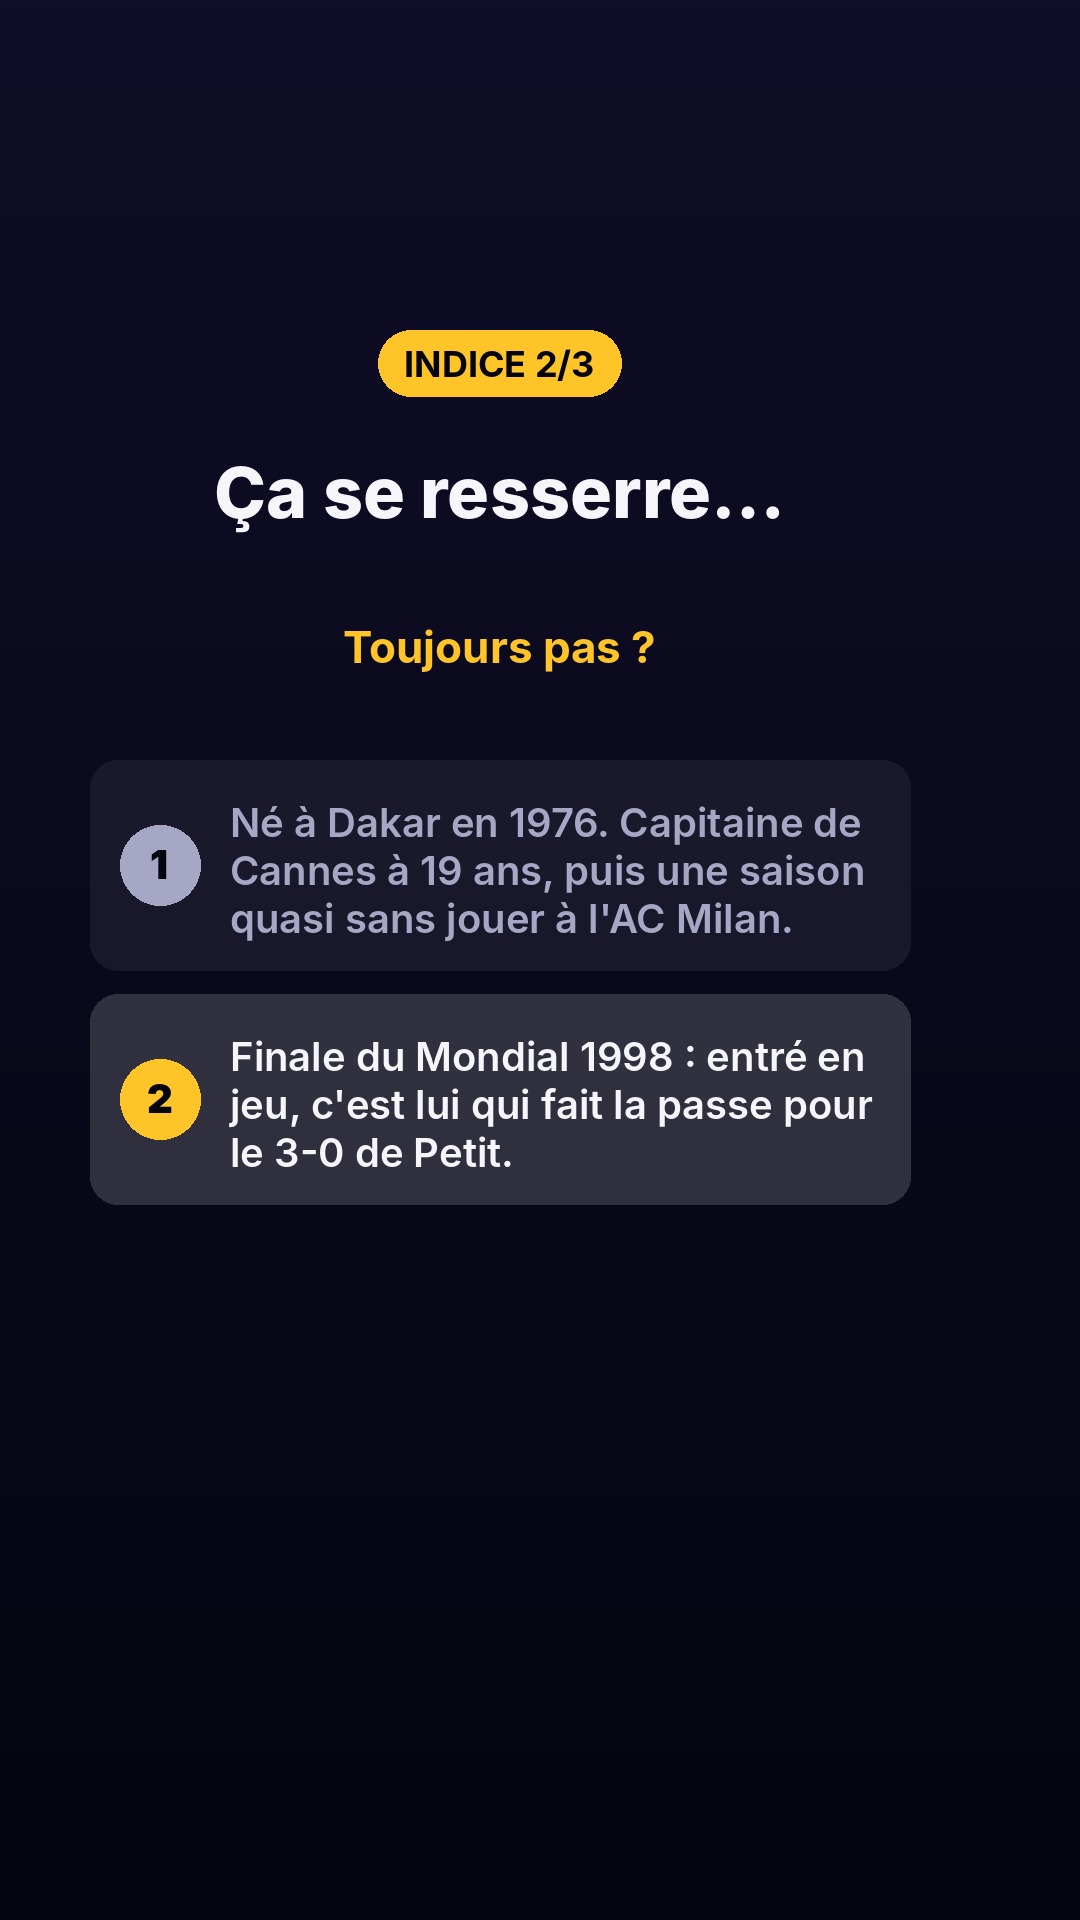 INDICE 2/3
Ça se resserre...
Toujours pas ?
1
Né à Dakar en 1976. Capitaine de
Cannes à 19 ans, puis une saison
quasi sans jouer à l'AC Milan.
2
Finale du Mondial 1998 : entré en
jeu, c'est lui qui fait la passe pour
le 3-0 de Petit.